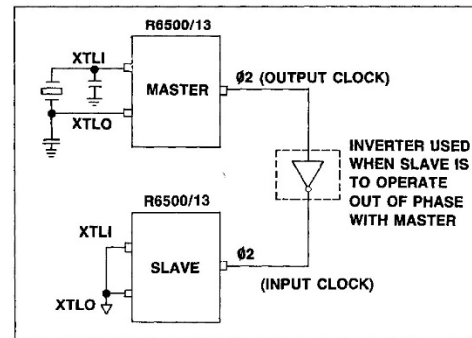 R6500/13
XTLI
MASTER
Ø2 (OUTPUT CLOCK)
XTLO
INVERTER USED
WHEN SLAVE IS
TO OPERATE
OUT OF PHASE
WITH MASTER
R6500/13
XTLI
SLAVE
Ø2
(INPUT CLOCK)
XTLO